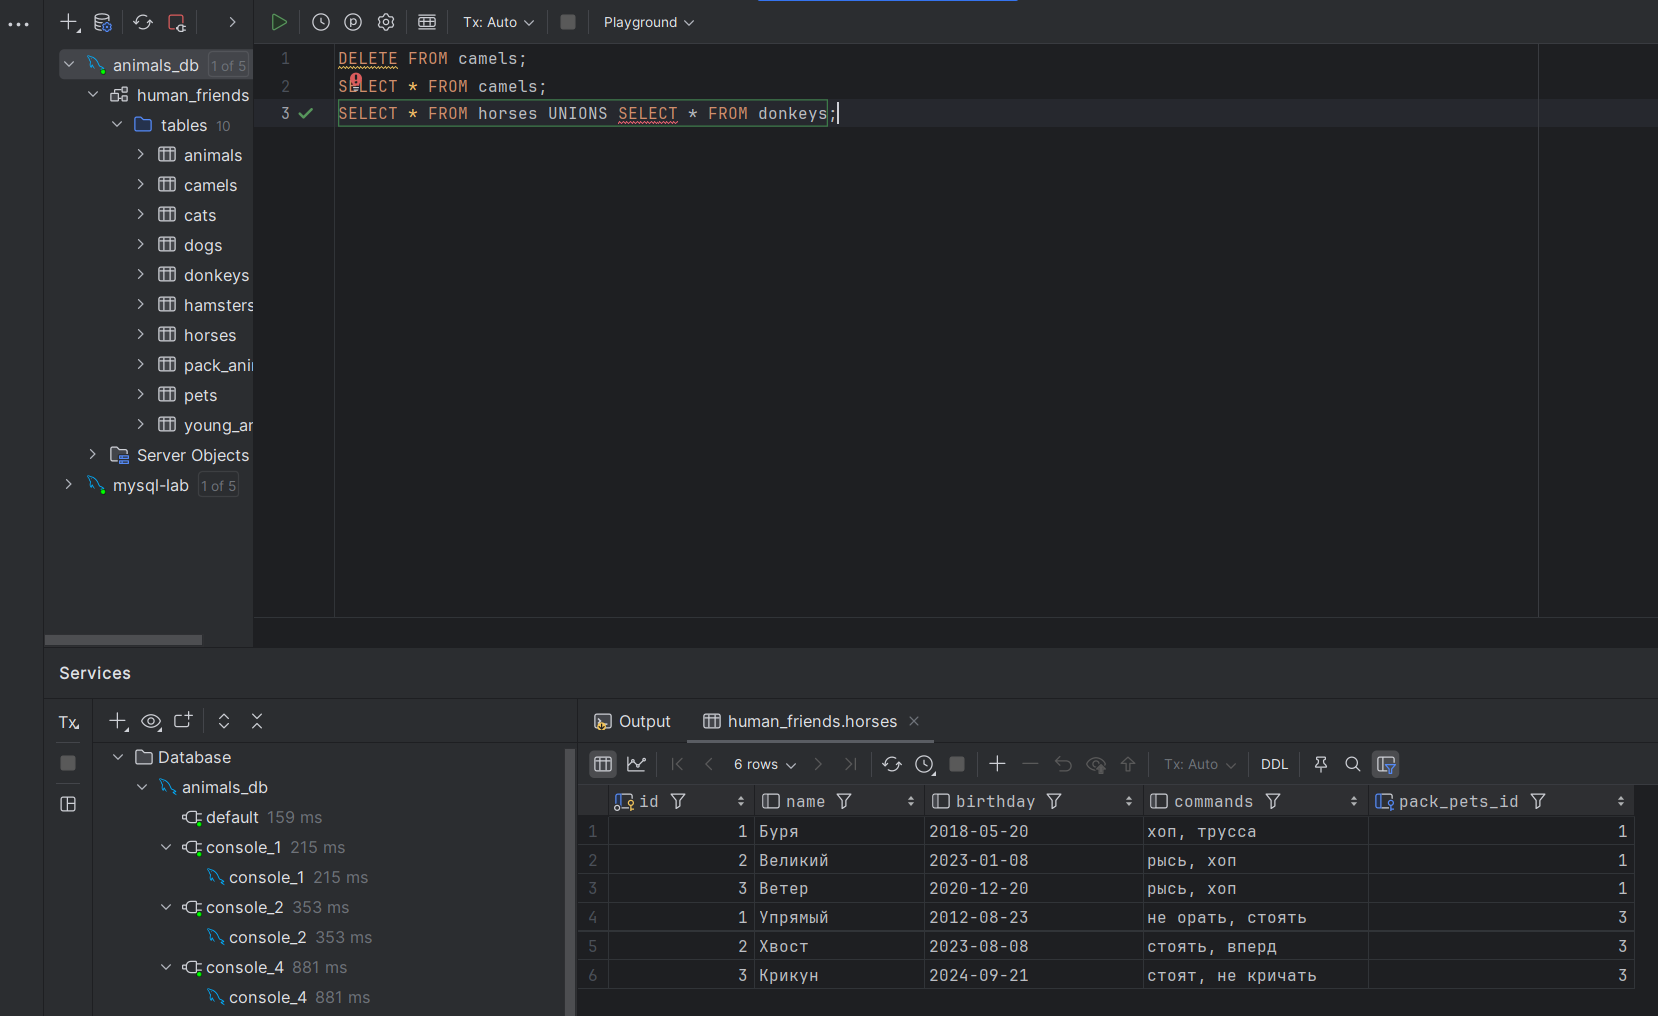 Tx: Auto
Playground
animals_db 1 of 5
human_friends
tables 10
animals
camels
cats
dogs
donkeys
hamsters
horses
pack_ani
pets
young_ar
Server Objects
mysql-lab 1 of 5
1 DELETE FROM camels;
2 SELECT * FROM camels;
3 SELECT * FROM horses UNIONS SELECT * FROM donkeys;
Services
Tx
Database
animals_db
default 159 ms
console_1 215 ms
console_1 215 ms
console_2 353 ms
console_2 353 ms
console_4 881 ms
console_4 881 ms
Output human_friends.horses
6 rows Tx: Auto DDL
id name birthday commands pack_pets_id
1 1 Буря 2018-05-20 хоп, трусса 1
2 2 Великий 2023-01-08 рысь, хоп 1
3 3 Ветер 2020-12-20 рысь, хоп 1
4 1 Упрямый 2012-08-23 не орать, стоять 3
5 2 Хвост 2023-08-08 стоять, вперд 3
6 3 Крикун 2024-09-21 стоят, не кричать 3